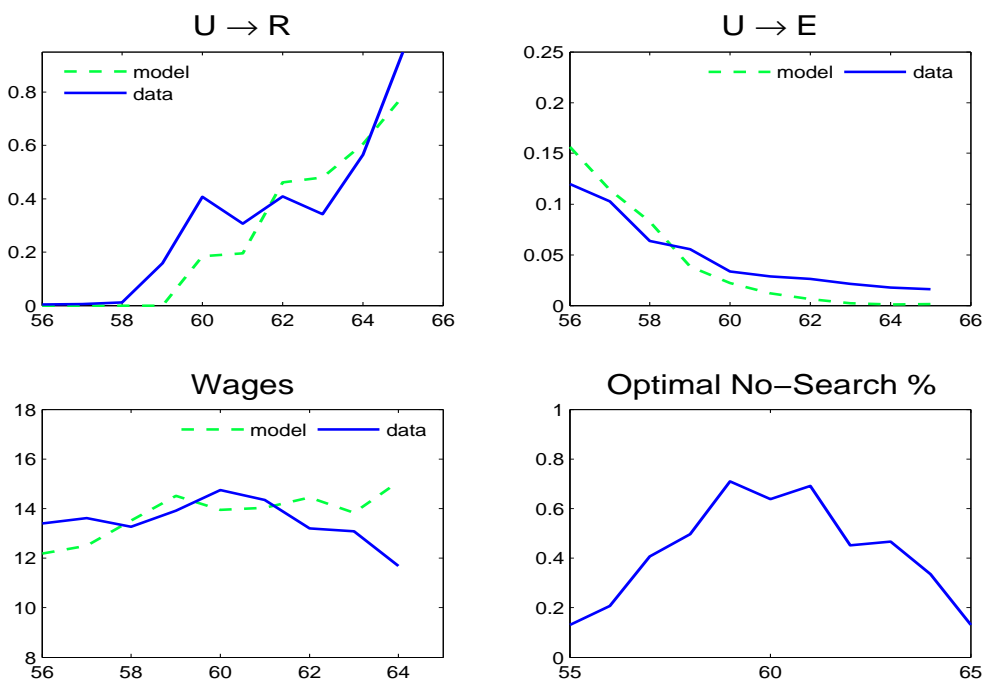 U → R
0.8
0.6
0.4
0.2
0
56 58 60 62 64 66
model
data
U → E
0.25
0.2
0.15
0.1
0.05
0
56 58 60 62 64 66
model data
Wages
18
16
14
12
10
8
56 58 60 62 64
model data
Optimal No−Search %
1
0.8
0.6
0.4
0.2
0
55 60 65